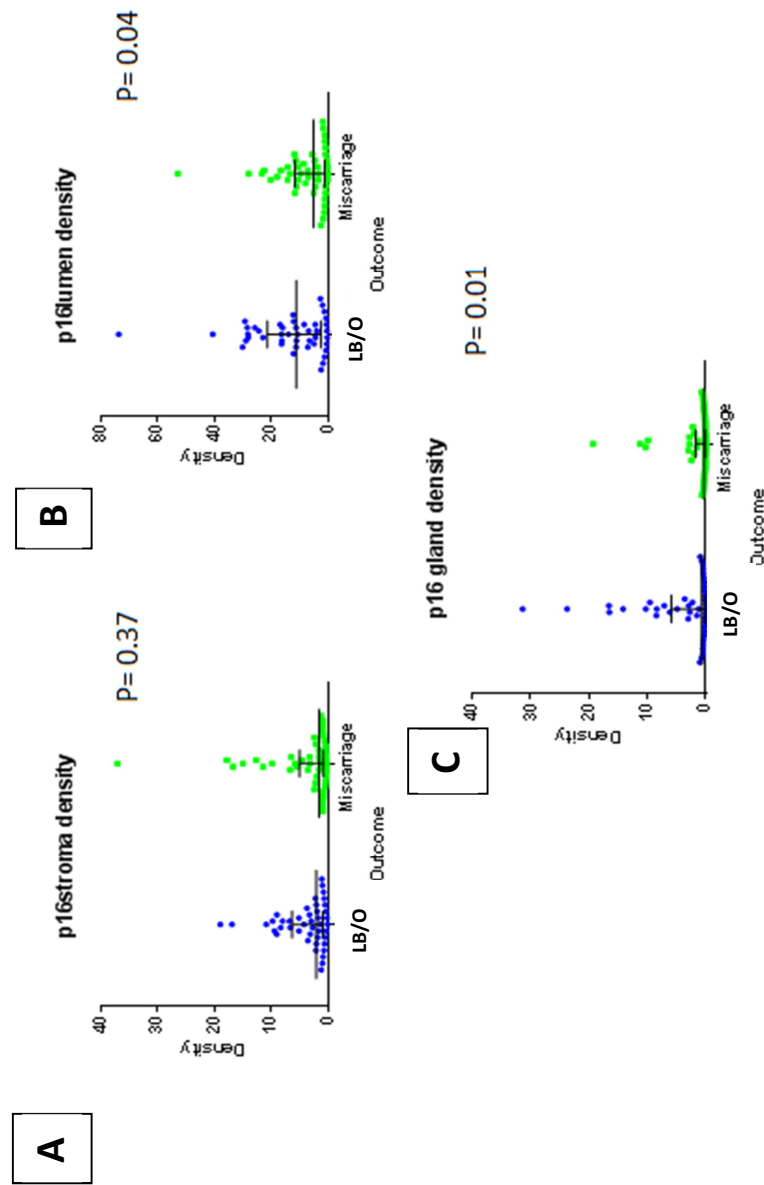 A
p16stroma density
P= 0.37
40
30
20
10
0
Density
LB/O
Miscarriage
Outcome
B
p16lumen density
P= 0.04
80
60
40
20
0
Density
LB/O
Miscarriage
Outcome
C
p16 gland density
P= 0.01
40
30
20
10
0
Density
LB/O
Miscarriage
Outcome